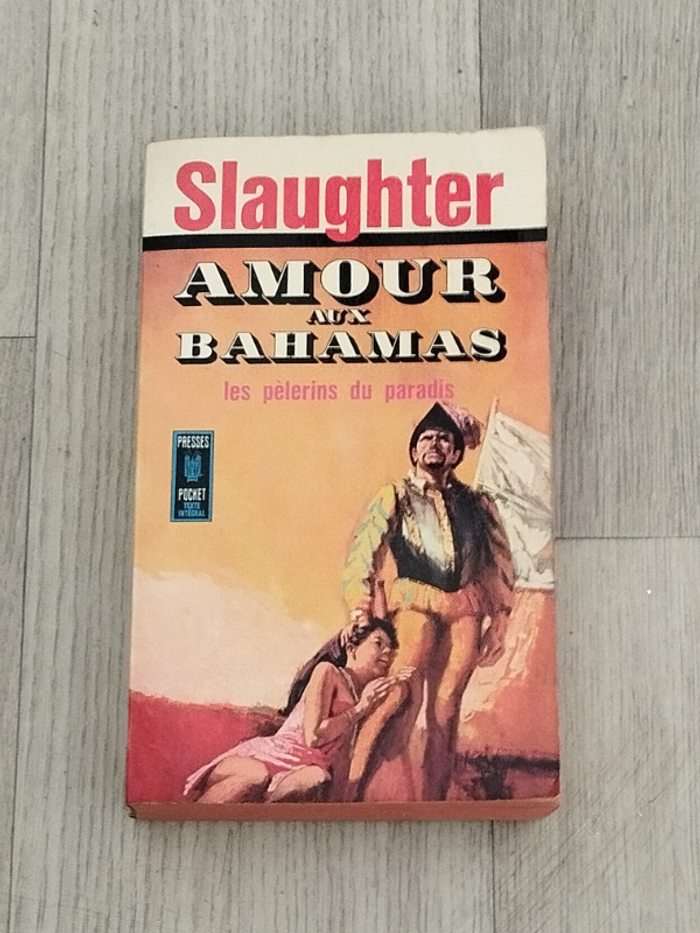 Slaughter
AMOUR
AUX
BAHAMAS
les pèlerins du paradis
PRESSES
POCKET
TEXTE
INTÉGRAL